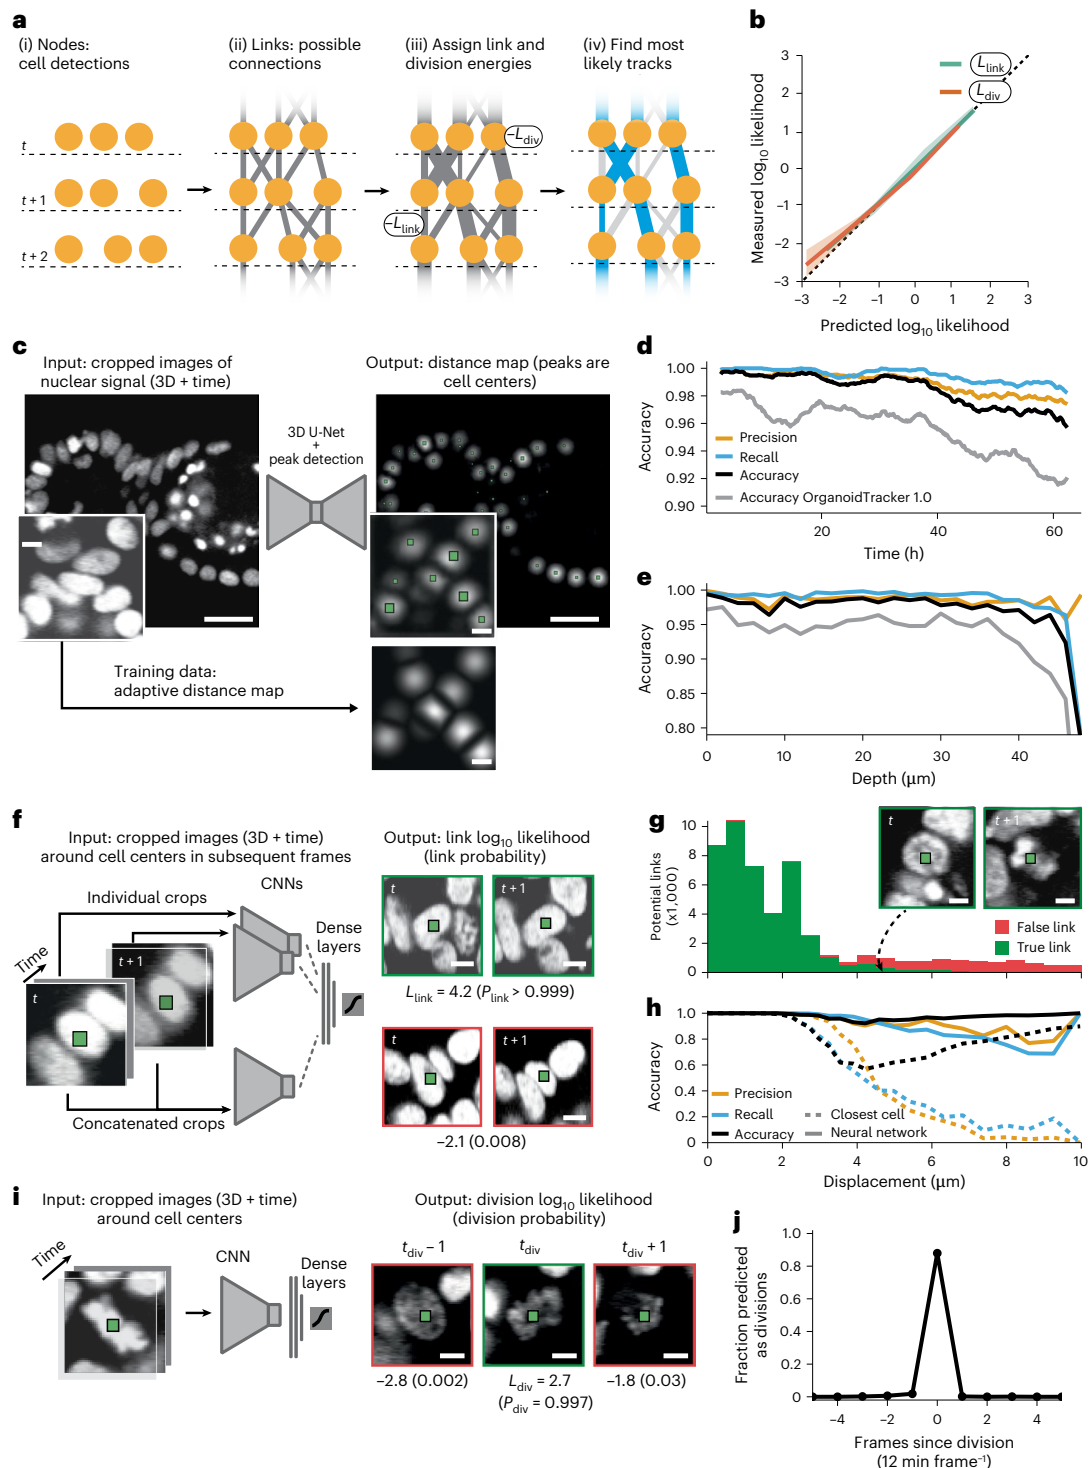 a
(i) Nodes:
cell detections
(ii) Links: possible
connections
(iii) Assign link and
division energies
(iv) Find most
likely tracks
t
t + 1
t + 2
−L_div
−L_link
b
Measured log₁₀ likelihood
3
2
1
0
−1
−2
−3
L_link
L_div
−3 −2 −1 0 1 2 3
Predicted log₁₀ likelihood
c
Input: cropped images of
nuclear signal (3D + time)
Output: distance map (peaks are
cell centers)
3D U-Net
+
peak detection
Training data:
adaptive distance map
d
Accuracy
1.00
0.98
0.96
0.94
0.92
0.90
Precision
Recall
Accuracy
Accuracy OrganoidTracker 1.0
20 40 60
Time (h)
e
Accuracy
1.00
0.95
0.90
0.85
0.80
0 10 20 30 40
Depth (μm)
f
Input: cropped images (3D + time)
around cell centers in subsequent frames
Output: link log₁₀ likelihood
(link probability)
CNNs
Individual crops
Dense
layers
Time
t
t + 1
Concatenated crops
t
t + 1
L_link = 4.2 (P_link > 0.999)
t
t + 1
−2.1 (0.008)
g
Potential links
(x1,000)
10
8
6
4
2
0
t
t + 1
False link
True link
h
Accuracy
1.0
0.8
0.6
0.4
0.2
0
Precision
Recall
Accuracy
Closest cell
Neural network
0 2 4 6 8 10
Displacement (μm)
i
Input: cropped images (3D + time)
around cell centers
Output: division log₁₀ likelihood
(division probability)
Time
CNN
Dense
layers
t_div − 1
t_div
t_div + 1
−2.8 (0.002)
L_div = 2.7
(P_div = 0.997)
−1.8 (0.03)
j
Fraction predicted
as divisions
1.0
0.8
0.6
0.4
0.2
0
−4 −2 0 2 4
Frames since division
(12 min frame⁻¹)